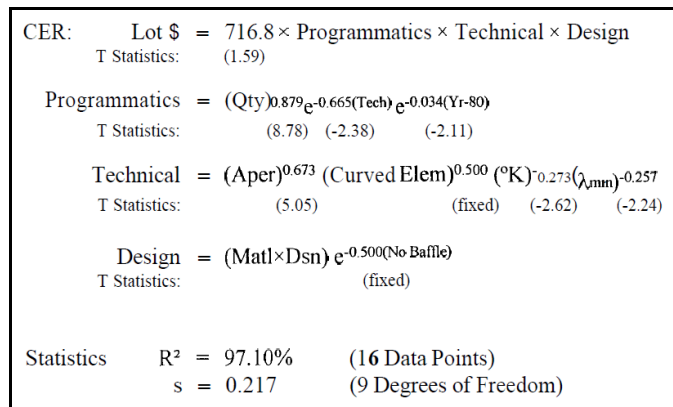 CER: Lot $ = 716.8 × Programmatics × Technical × Design
T Statistics: (1.59)
Programmatics = (Qty)0.879e-0.665(Tech) e-0.034(Yr-80)
T Statistics: (8.78) (-2.38) (-2.11)
Technical = (Aper)0.673 (Curved Elem)0.500 (ºK)-0.273(λmm)-0.257
T Statistics: (5.05) (fixed) (-2.62) (-2.24)
Design = (Matl×Dsn) e-0.500(No Baffle)
T Statistics: (fixed)
Statistics R² = 97.10% (16 Data Points)
s = 0.217 (9 Degrees of Freedom)